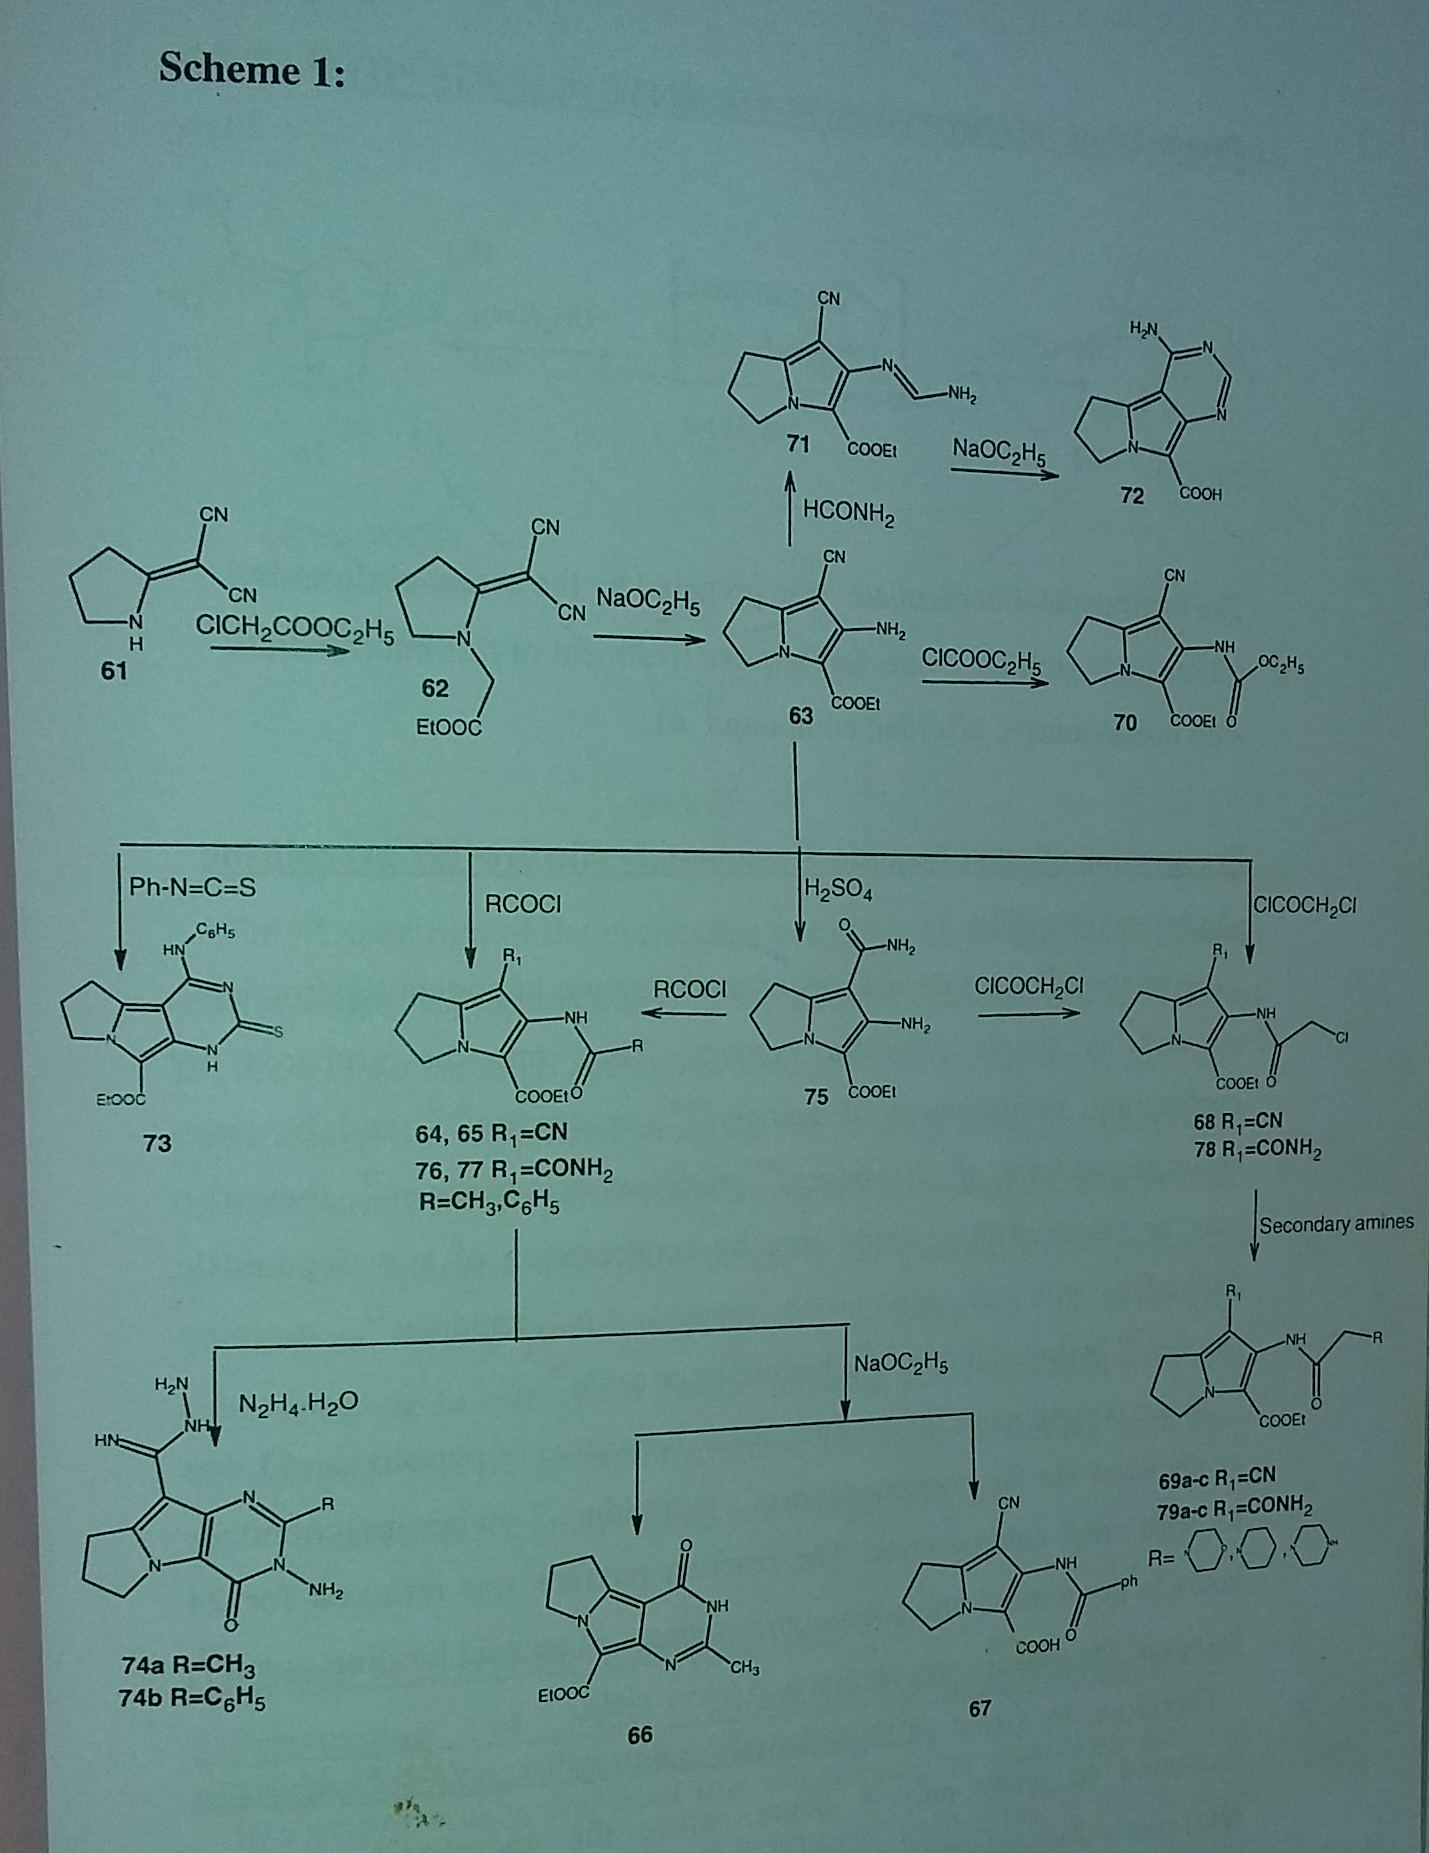 Scheme 1:
CN
N
NH2
N
COOEt
71
NaOC2H5
H2N
N
N
N
COOH
72
HCONH2
CN
CN
N
H
61
ClCH2COOC2H5
CN
CN
N
EtOOC
62
NaOC2H5
CN
NH2
N
COOEt
63
ClCOOC2H5
CN
NH
OC2H5
N
COOEt O
70
Ph-N=C=S
RCOCl
H2SO4
ClCOCH2Cl
C6H5
HN
N
N
S
N
H
EtOOC
73
R1
NH
N
R
COOEt O
64, 65 R1=CN
76, 77 R1=CONH2
R=CH3,C6H5
RCOCl
O
NH2
NH2
N
COOEt
75
ClCOCH2Cl
R1
NH
N
Cl
COOEt O
68 R1=CN
78 R1=CONH2
Secondary amines
R1
NH
R
N
O
COOEt
69a-c R1=CN
79a-c R1=CONH2
R= N O, N , N NH
N2H4.H2O
NaOC2H5
H2N
NH
HN
N
R
N
N
NH2
O
74a R=CH3
74b R=C6H5
O
NH
N
N
CH3
EtOOC
66
CN
NH
ph
N
O
COOH
67